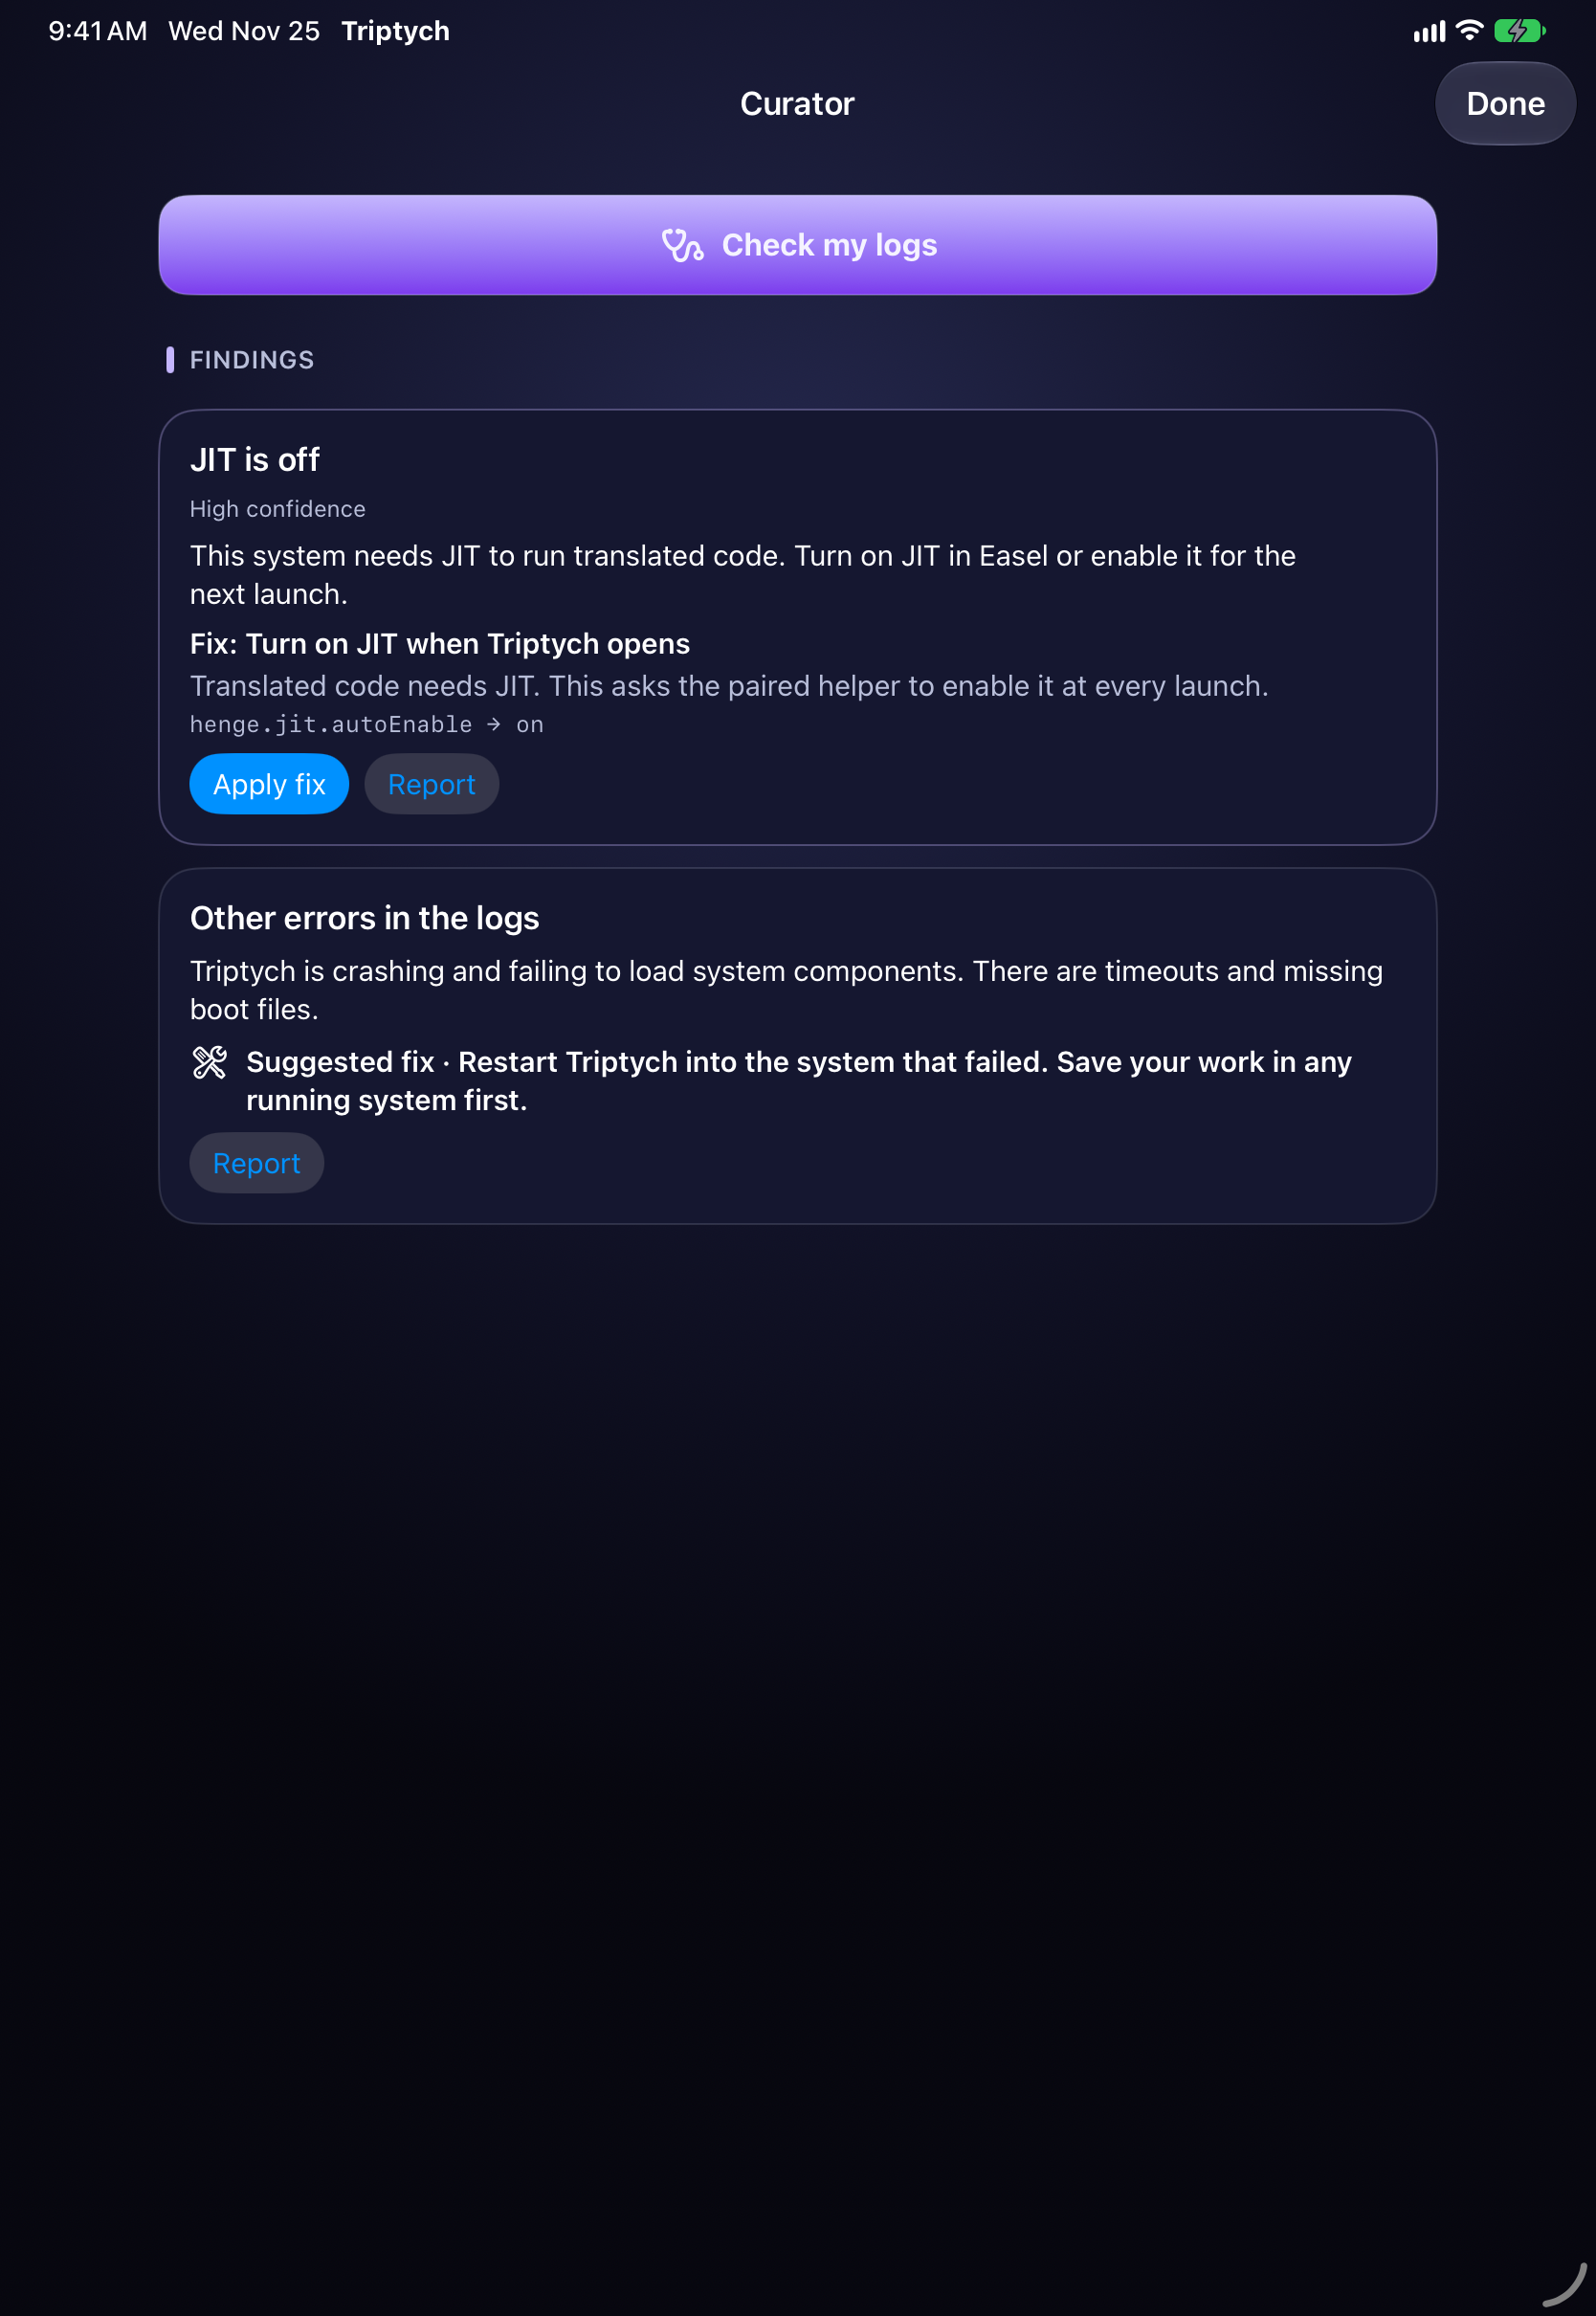 9:41 AM Wed Nov 25 Triptych
Curator
Done
Check my logs
FINDINGS
JIT is off
High confidence
This system needs JIT to run translated code. Turn on JIT in Easel or enable it for the
next launch.
Fix: Turn on JIT when Triptych opens
Translated code needs JIT. This asks the paired helper to enable it at every launch.
henge.jit.autoEnable → on
Apply fix
Report
Other errors in the logs
Triptych is crashing and failing to load system components. There are timeouts and missing
boot files.
Suggested fix · Restart Triptych into the system that failed. Save your work in any
running system first.
Report